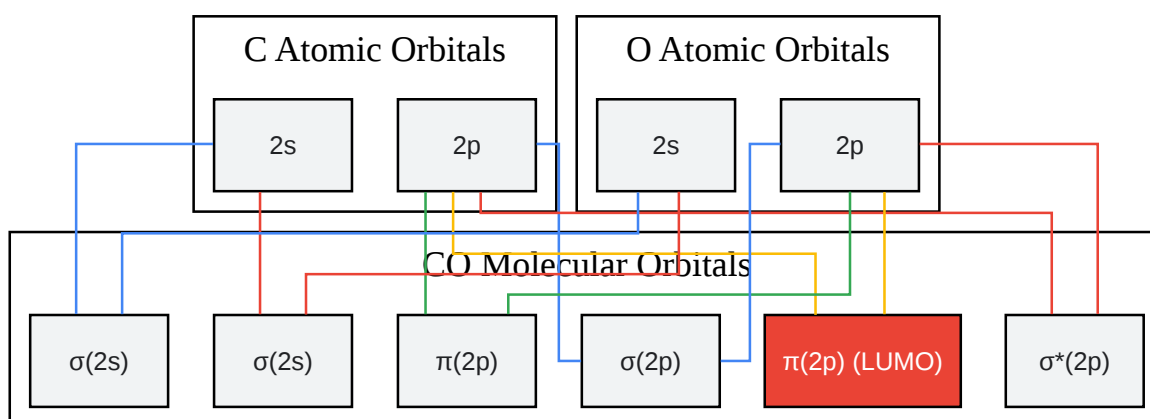 C Atomic Orbitals
O Atomic Orbitals
2s
2p
2s
2p
CO Molecular Orbitals
σ(2s)
σ(2s)
π(2p)
σ(2p)
π(2p) (LUMO)
σ*(2p)